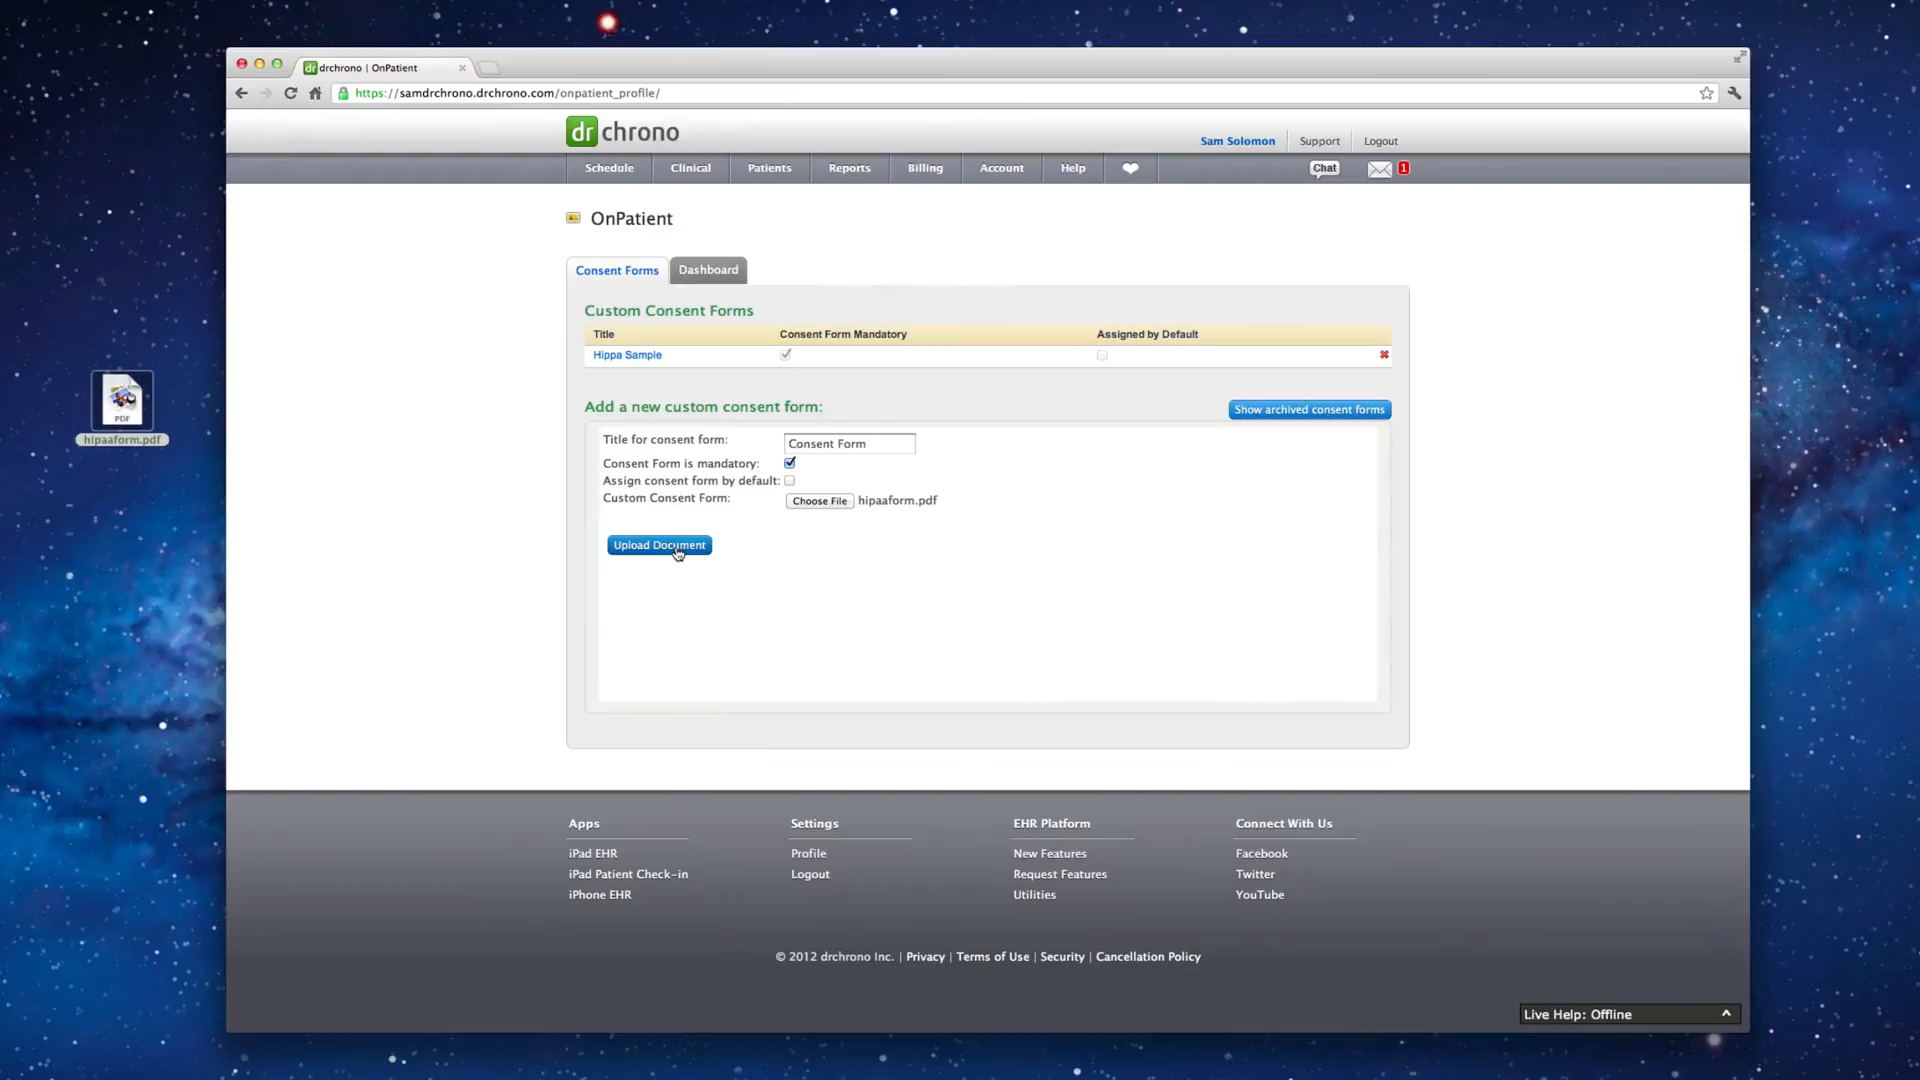 drchrono | OnPatient
https://samdrchrono.drchrono.com/onpatient_profile/
dr chrono
Sam Solomon Support Logout
Schedule Clinical Patients Reports Billing Account Help Chat 1
OnPatient
Consent Forms Dashboard
Custom Consent Forms
Title Consent Form Mandatory Assigned by Default
Hippa Sample
PDF
hipaaform.pdf
Add a new custom consent form: Show archived consent forms
Title for consent form: Consent Form
Consent Form is mandatory:
Assign consent form by default:
Custom Consent Form: Choose File hipaaform.pdf
Upload Document
Apps Settings EHR Platform Connect With Us
iPad EHR Profile New Features Facebook
iPad Patient Check-in Logout Request Features Twitter
iPhone EHR Utilities YouTube
© 2012 drchrono Inc. | Privacy | Terms of Use | Security | Cancellation Policy
Live Help: Offline